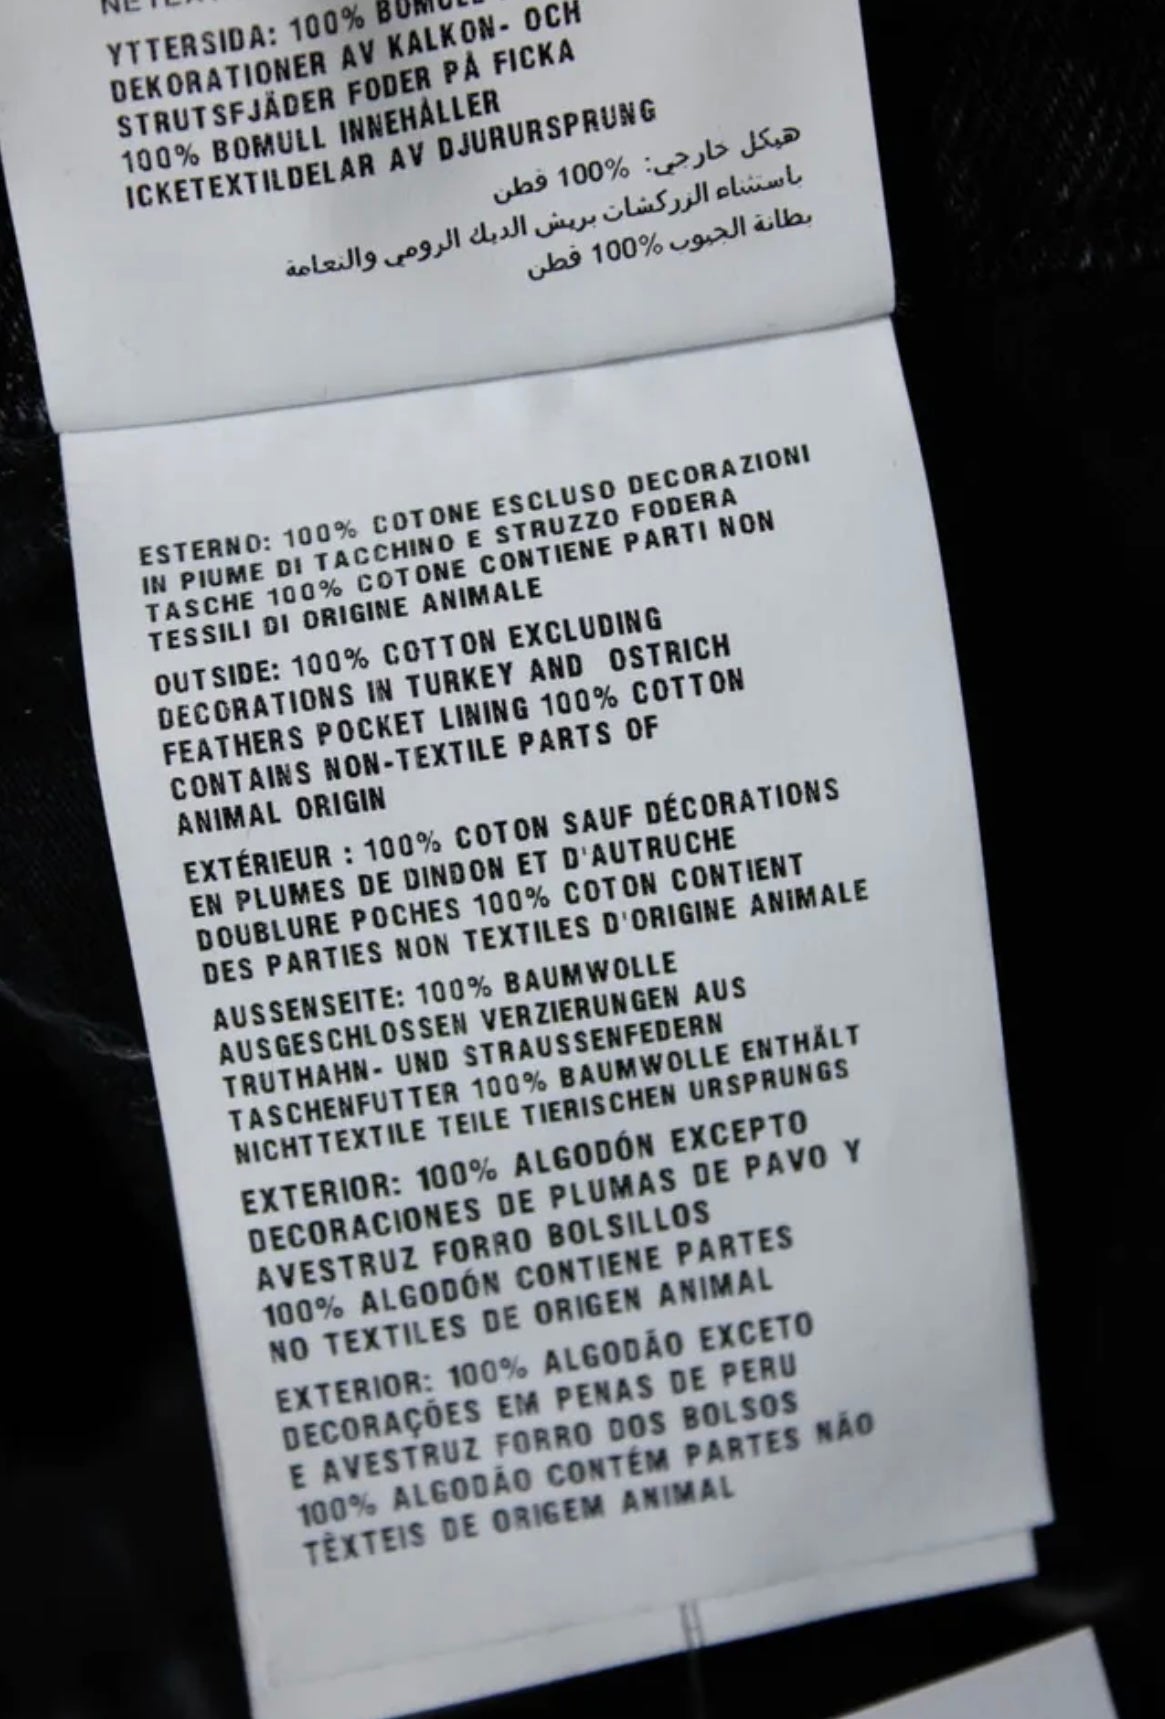 YTTERSIDA: 100% BOMULL
DEKORATIONER AV KALKON- OCH
STRUTSFJÄDER FODER PÅ FICKA
100% BOMULL INNEHÅLLER
ICKETEXTILDELAR AV DJURURSPRUNG
هيكل خارجي: %100 قطن
باستثناء الزركشات بريش الديك الرومي والنعامة
بطانة الجيوب %100 قطن
ESTERNO: 100% COTONE ESCLUSO DECORAZIONI
IN PIUME DI TACCHINO E STRUZZO FODERA
TASCHE 100% COTONE CONTIENE PARTI NON
TESSILI DI ORIGINE ANIMALE
OUTSIDE: 100% COTTON EXCLUDING
DECORATIONS IN TURKEY AND OSTRICH
FEATHERS POCKET LINING 100% COTTON
CONTAINS NON-TEXTILE PARTS OF
ANIMAL ORIGIN
EXTÉRIEUR : 100% COTON SAUF DÉCORATIONS
EN PLUMES DE DINDON ET D'AUTRUCHE
DOUBLURE POCHES 100% COTON CONTIENT
DES PARTIES NON TEXTILES D'ORIGINE ANIMALE
AUSSENSEITE: 100% BAUMWOLLE
AUSGESCHLOSSEN VERZIERUNGEN AUS
TRUTHAHN- UND STRAUSSENFEDERN
TASCHENFUTTER 100% BAUMWOLLE ENTHÄLT
NICHTTEXTILE TEILE TIERISCHEN URSPRUNGS
EXTERIOR: 100% ALGODÓN EXCEPTO
DECORACIONES DE PLUMAS DE PAVO Y
AVESTRUZ FORRO BOLSILLOS
100% ALGODÓN CONTIENE PARTES
NO TEXTILES DE ORIGEN ANIMAL
EXTERIOR: 100% ALGODÃO EXCETO
DECORAÇÕES EM PENAS DE PERU
E AVESTRUZ FORRO DOS BOLSOS
100% ALGODÃO CONTÉM PARTES NÃO
TÊXTEIS DE ORIGEM ANIMAL